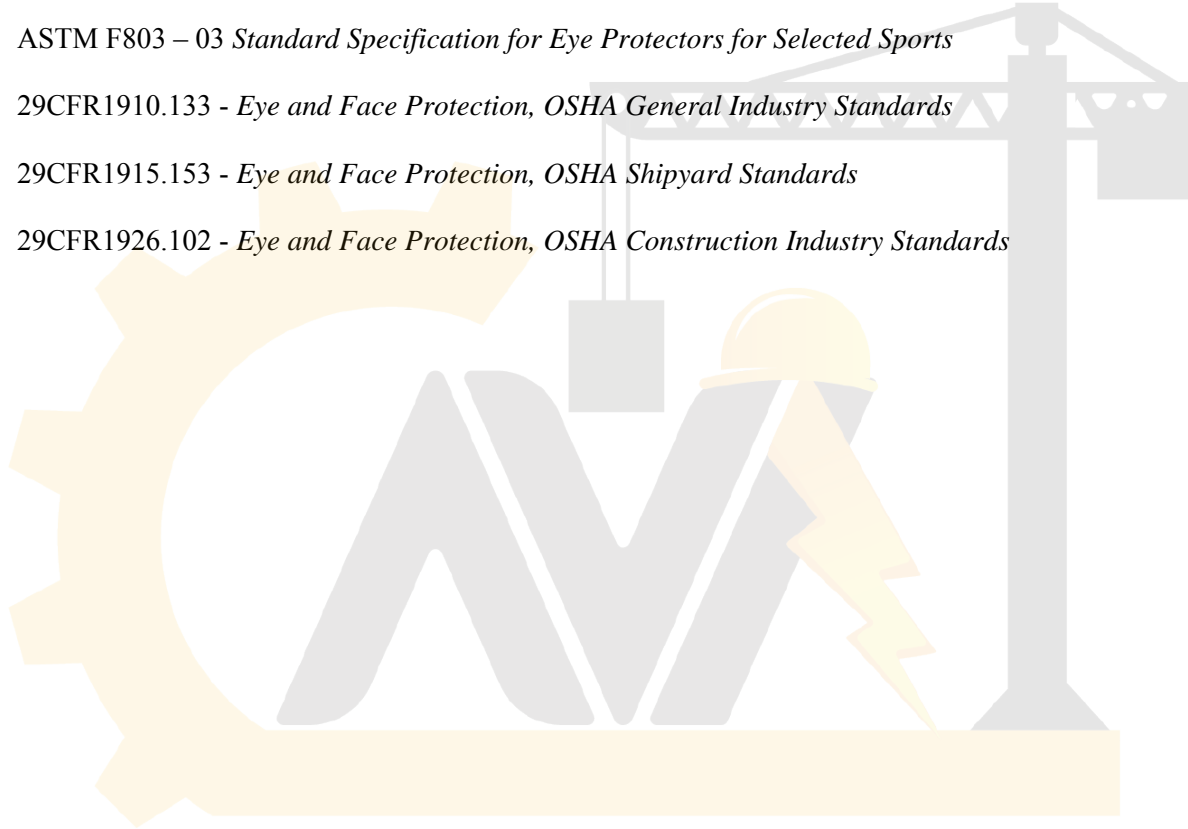 ASTM F803 – 03 Standard Specification for Eye Protectors for Selected Sports
29CFR1910.133 - Eye and Face Protection, OSHA General Industry Standards
29CFR1915.153 - Eye and Face Protection, OSHA Shipyard Standards
29CFR1926.102 - Eye and Face Protection, OSHA Construction Industry Standards